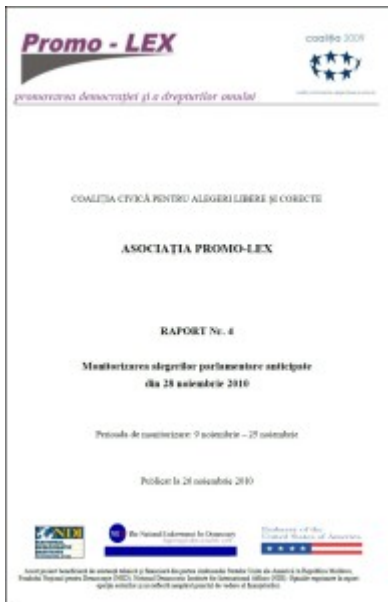 Promo - LEX
coaliția 2009
promovarea democrației și a drepturilor omului
COALIȚIA CIVICĂ PENTRU ALEGERI LIBERE ȘI CORECTE
ASOCIAȚIA PROMO-LEX
RAPORT Nr. 4
Monitorizarea alegerilor parlamentare anticipate
din 28 noiembrie 2010
Perioada de monitorizare: 9 noiembrie – 25 noiembrie
Publicat la 26 noiembrie 2010
NDI
The National Endowment for Democracy
Embassy of the
United States of America